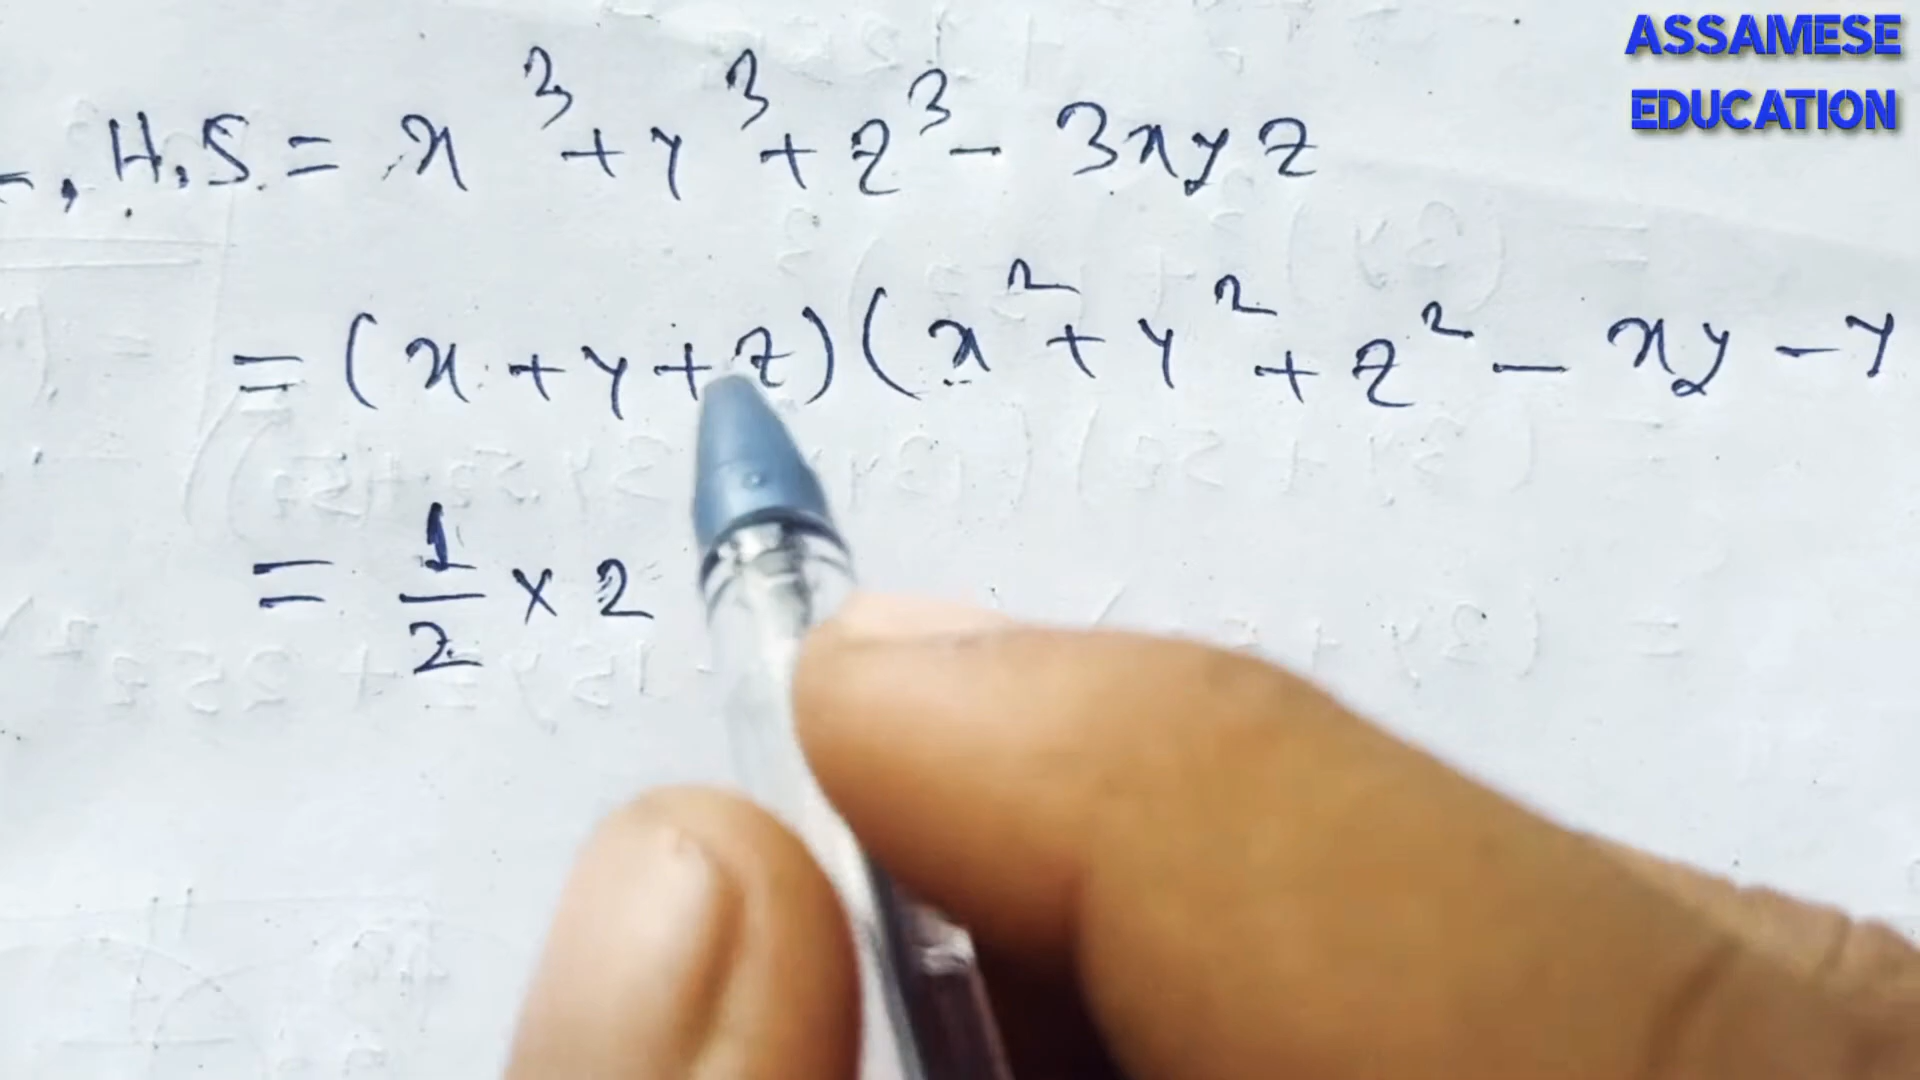 ASSAMESE
EDUCATION
L.H.S = x³ + y³ + z³ - 3xyz
= (x + y + z) (x² + y² + z² - xy - y
= 1/2 × 2